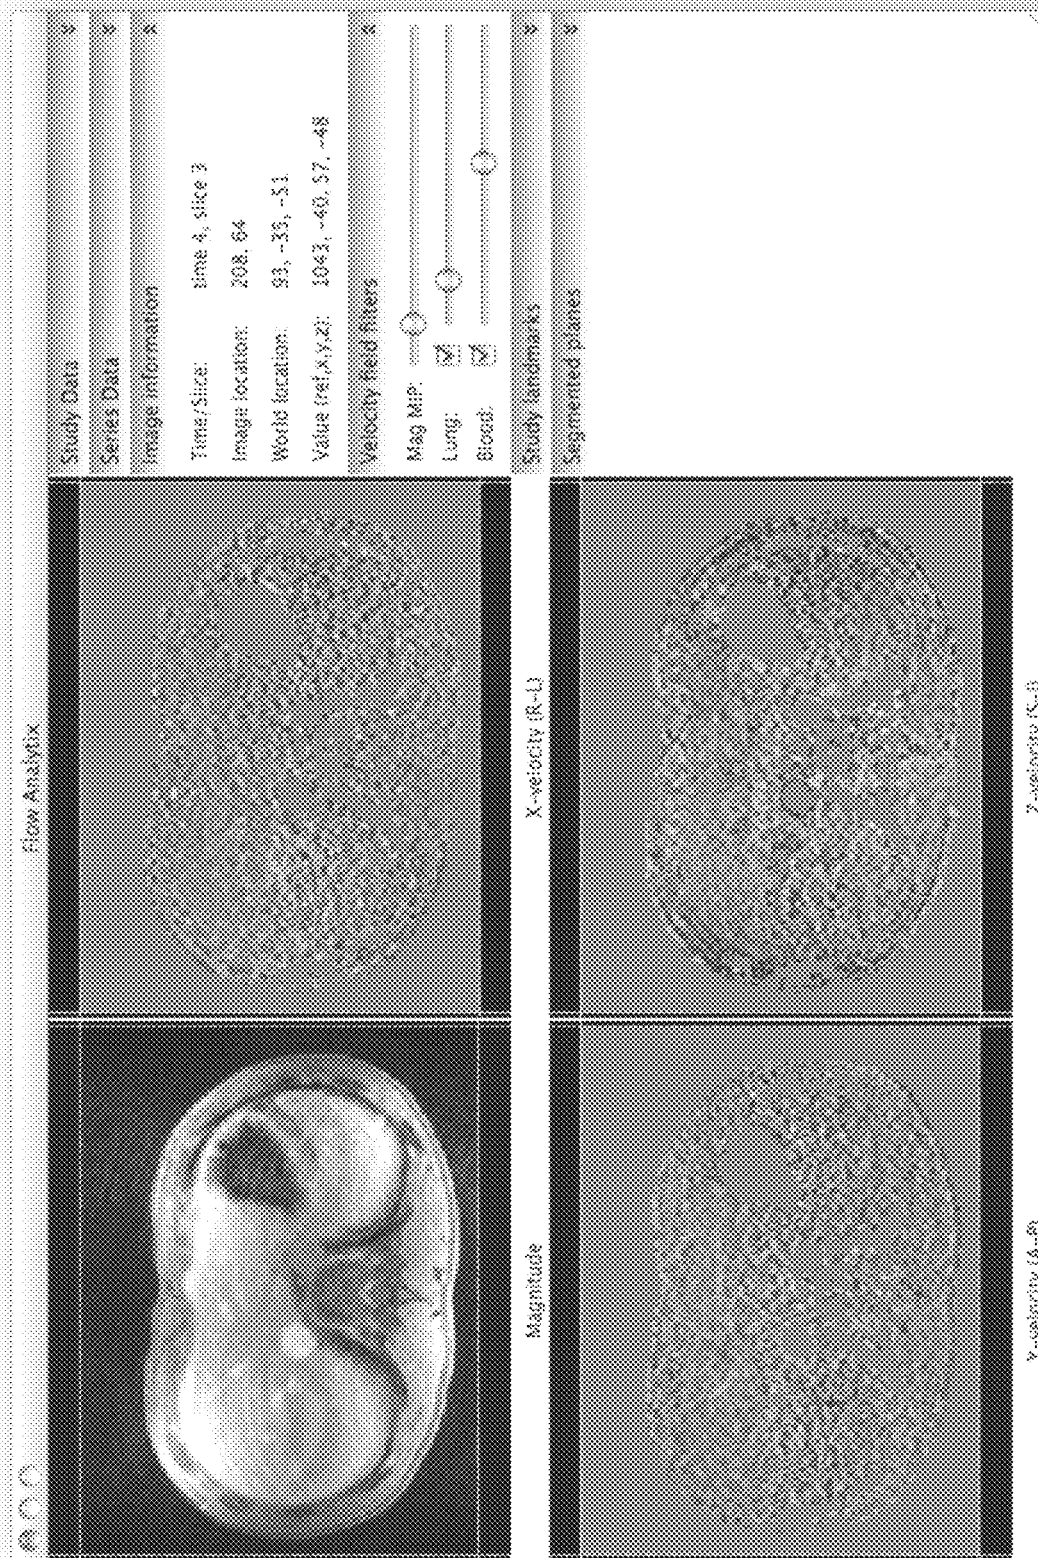 Flow Analytix
Magnitude
X-velocity (R-L)
Y-velocity (A-P)
Z-velocity (S-I)
Study Data
Series Data
Image information
Time/Slice: time 4, slice 3
Image location: 208, 64
World location: 93, -35, -51
Value (ref,x,y,z): 1043, -40, 57, -48
Velocity field filters
Mag MIP:
Lung:
Blood:
Study landmarks
Segmented planes